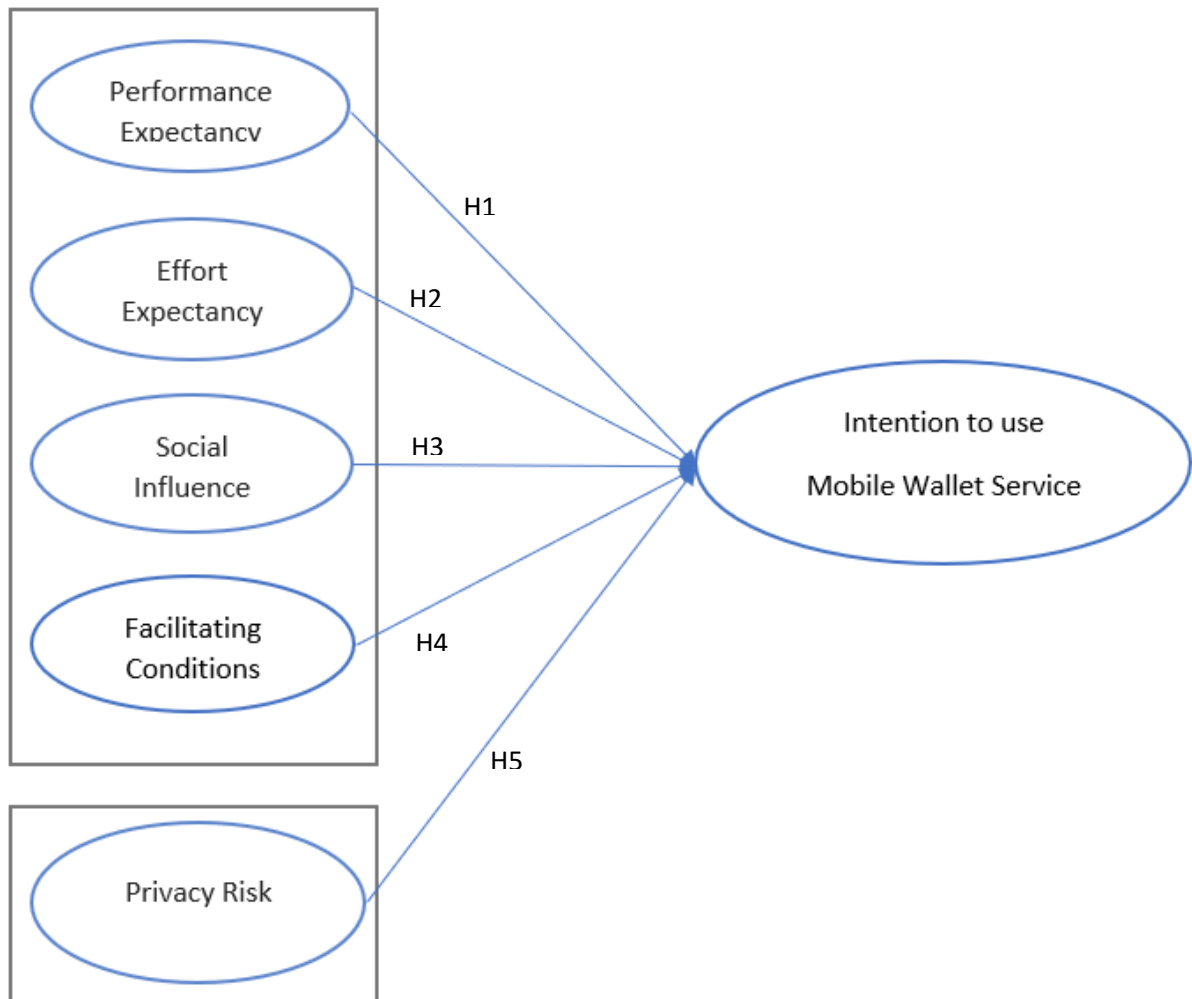 Performance
Expectancy
H1
Effort
Expectancy
H2
Social
Influence
H3
Intention to use
Mobile Wallet Service
Facilitating
Conditions
H4
H5
Privacy Risk